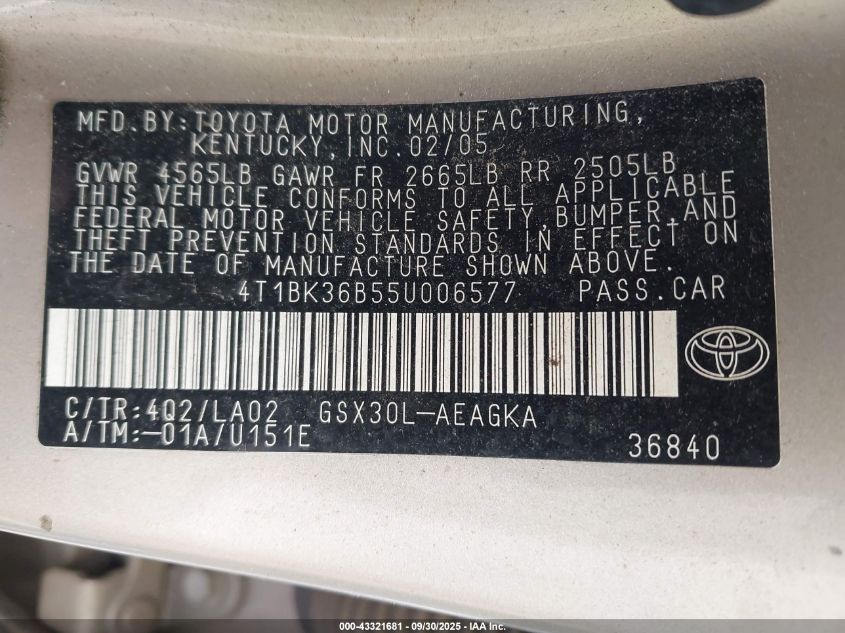 MFD.BY:TOYOTA MOTOR MANUFACTURING,
KENTUCKY,INC.02/05
GVWR 4565LB GAWR FR 2665LB RR 2505LB
THIS VEHICLE CONFORMS TO ALL APPLICABLE
FEDERAL MOTOR VEHICLE SAFETY,BUMPER,AND
THEFT PREVENTION STANDARDS IN EFFECT ON
THE DATE OF MANUFACTURE SHOWN ABOVE.
4T1BK36B55U006577 PASS.CAR
C/TR:4Q2/LA02 GSX30L-AEAGKA
A/TM:-01A/U151E 36840
000-43321681 - 09/30/2025 - IAA Inc.